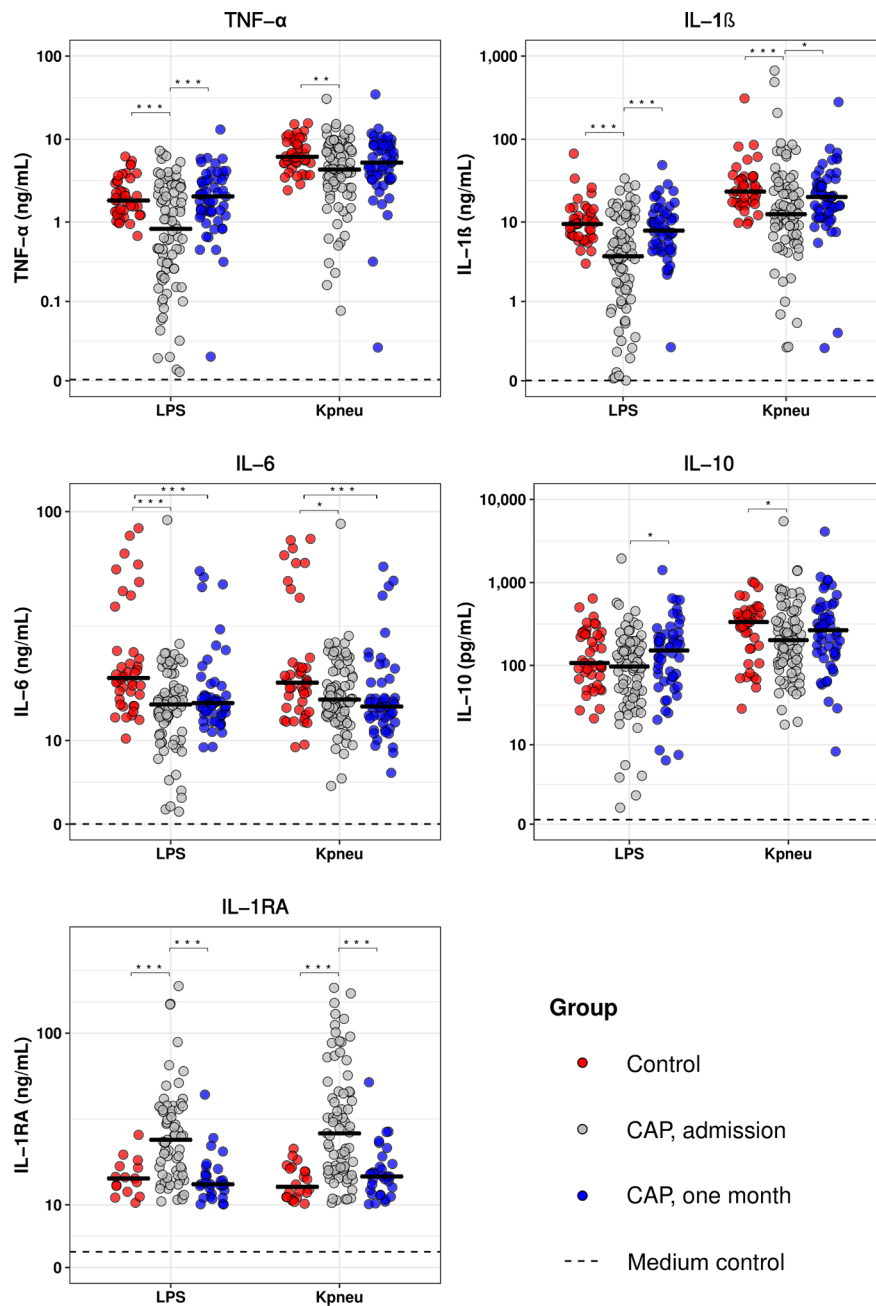 TNF−α
IL−1ß
TNF−α (ng/mL)
100
10
1
0.1
0
* * *
* * *
* *
LPS
Kpneu
IL−1ß (ng/mL)
1,000
100
10
1
0
* * *
* * *
* * *
*
LPS
Kpneu
IL−6
IL−10
IL−6 (ng/mL)
100
10
0
* * *
* * *
* * *
*
LPS
Kpneu
IL−10 (pg/mL)
10,000
1,000
100
10
0
*
*
LPS
Kpneu
IL−1RA
IL−1RA (ng/mL)
100
10
0
* * *
* * *
* * *
* * *
LPS
Kpneu
Group
Control
CAP, admission
CAP, one month
Medium control